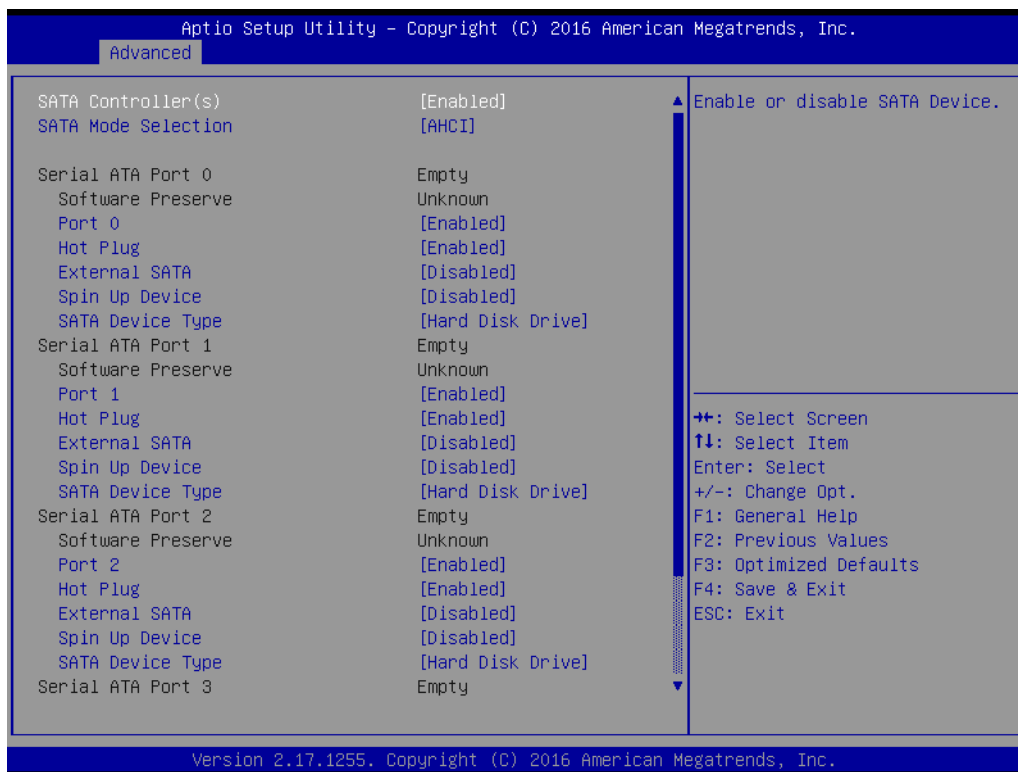 Aptio Setup Utility – Copyright (C) 2016 American Megatrends, Inc.
Advanced
SATA Controller(s) [Enabled]
SATA Mode Selection [AHCI]
Serial ATA Port 0 Empty
Software Preserve Unknown
Port 0 [Enabled]
Hot Plug [Enabled]
External SATA [Disabled]
Spin Up Device [Disabled]
SATA Device Type [Hard Disk Drive]
Serial ATA Port 1 Empty
Software Preserve Unknown
Port 1 [Enabled]
Hot Plug [Enabled]
External SATA [Disabled]
Spin Up Device [Disabled]
SATA Device Type [Hard Disk Drive]
Serial ATA Port 2 Empty
Software Preserve Unknown
Port 2 [Enabled]
Hot Plug [Enabled]
External SATA [Disabled]
Spin Up Device [Disabled]
SATA Device Type [Hard Disk Drive]
Serial ATA Port 3 Empty
Enable or disable SATA Device.
→←: Select Screen
↑↓: Select Item
Enter: Select
+/-: Change Opt.
F1: General Help
F2: Previous Values
F3: Optimized Defaults
F4: Save & Exit
ESC: Exit
Version 2.17.1255. Copyright (C) 2016 American Megatrends, Inc.